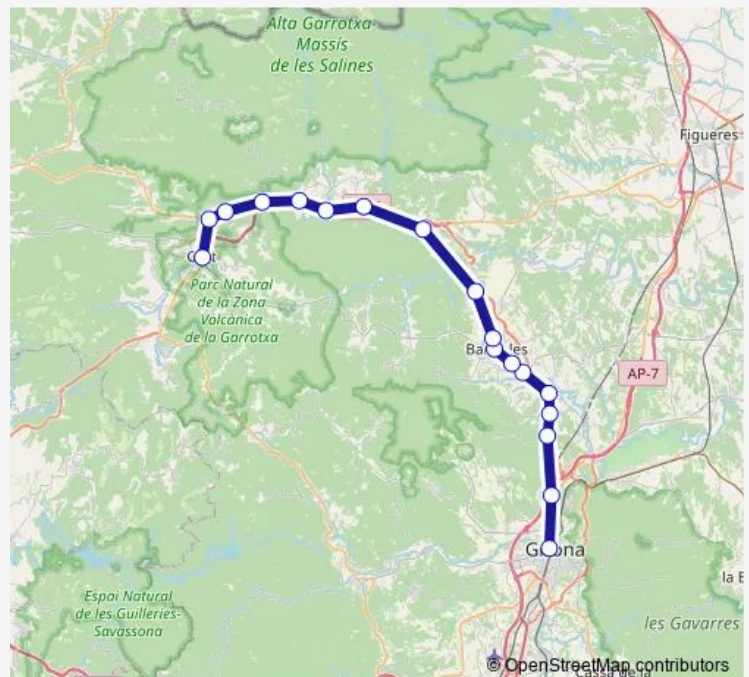 Alta Garrotxa
Massís
de les Salines
Figueres
Parc Natural
de la Zona
Volcànica
de la Garrotxa
AP-7
Espai Natural
de les Guilleries-
Savassona
les Gavarres
© OpenStreetMap contributors